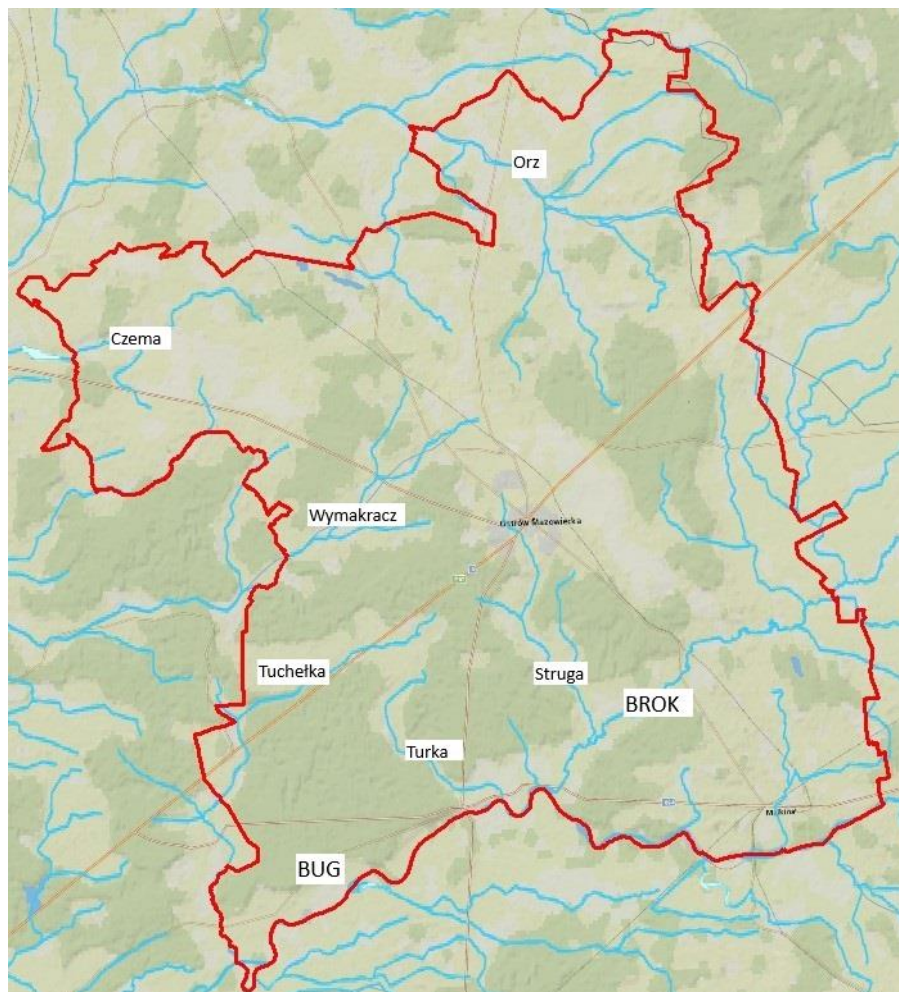 Orz
Czema
Wymakracz
Ostrów Mazowiecka
Tuchełka
Struga
BROK
Turka
BUG